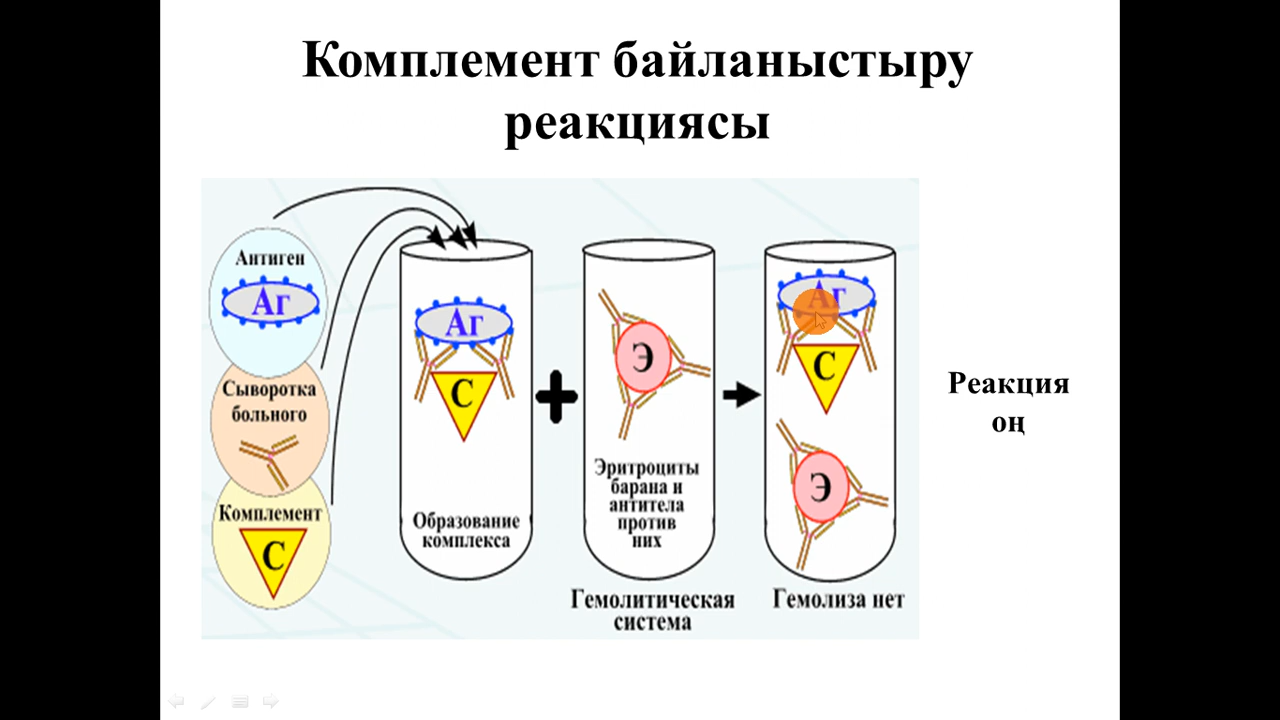 Комплемент байланыстыру
реакциясы
Антиген
Аг
Сыворотка
больного
Комплемент
С
Аг
С
Образование
комплекса
Э
Эритроциты
барана и
антитела
против
них
Гемолитическая
система
Аг
С
Э
Гемолиза нет
Реакция
оң